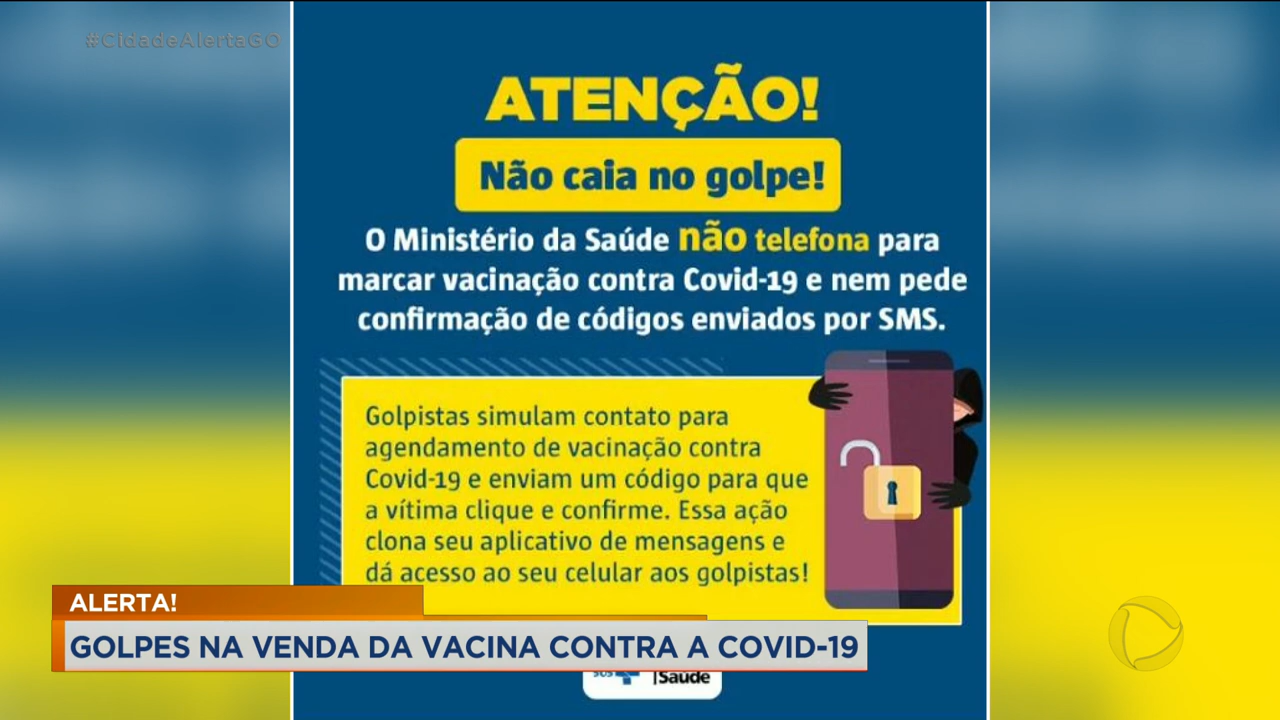 #CidadeAlertaGO
ATENÇÃO!
Não caia no golpe!
O Ministério da Saúde não telefona para
marcar vacinação contra Covid-19 e nem pede
confirmação de códigos enviados por SMS.
Golpistas simulam contato para
agendamento de vacinação contra
Covid-19 e enviam um código para que
a vítima clique e confirme. Essa ação
clona seu aplicativo de mensagens e
dá acesso ao seu celular aos golpistas!
ALERTA!
GOLPES NA VENDA DA VACINA CONTRA A COVID-19
SUS Saúde